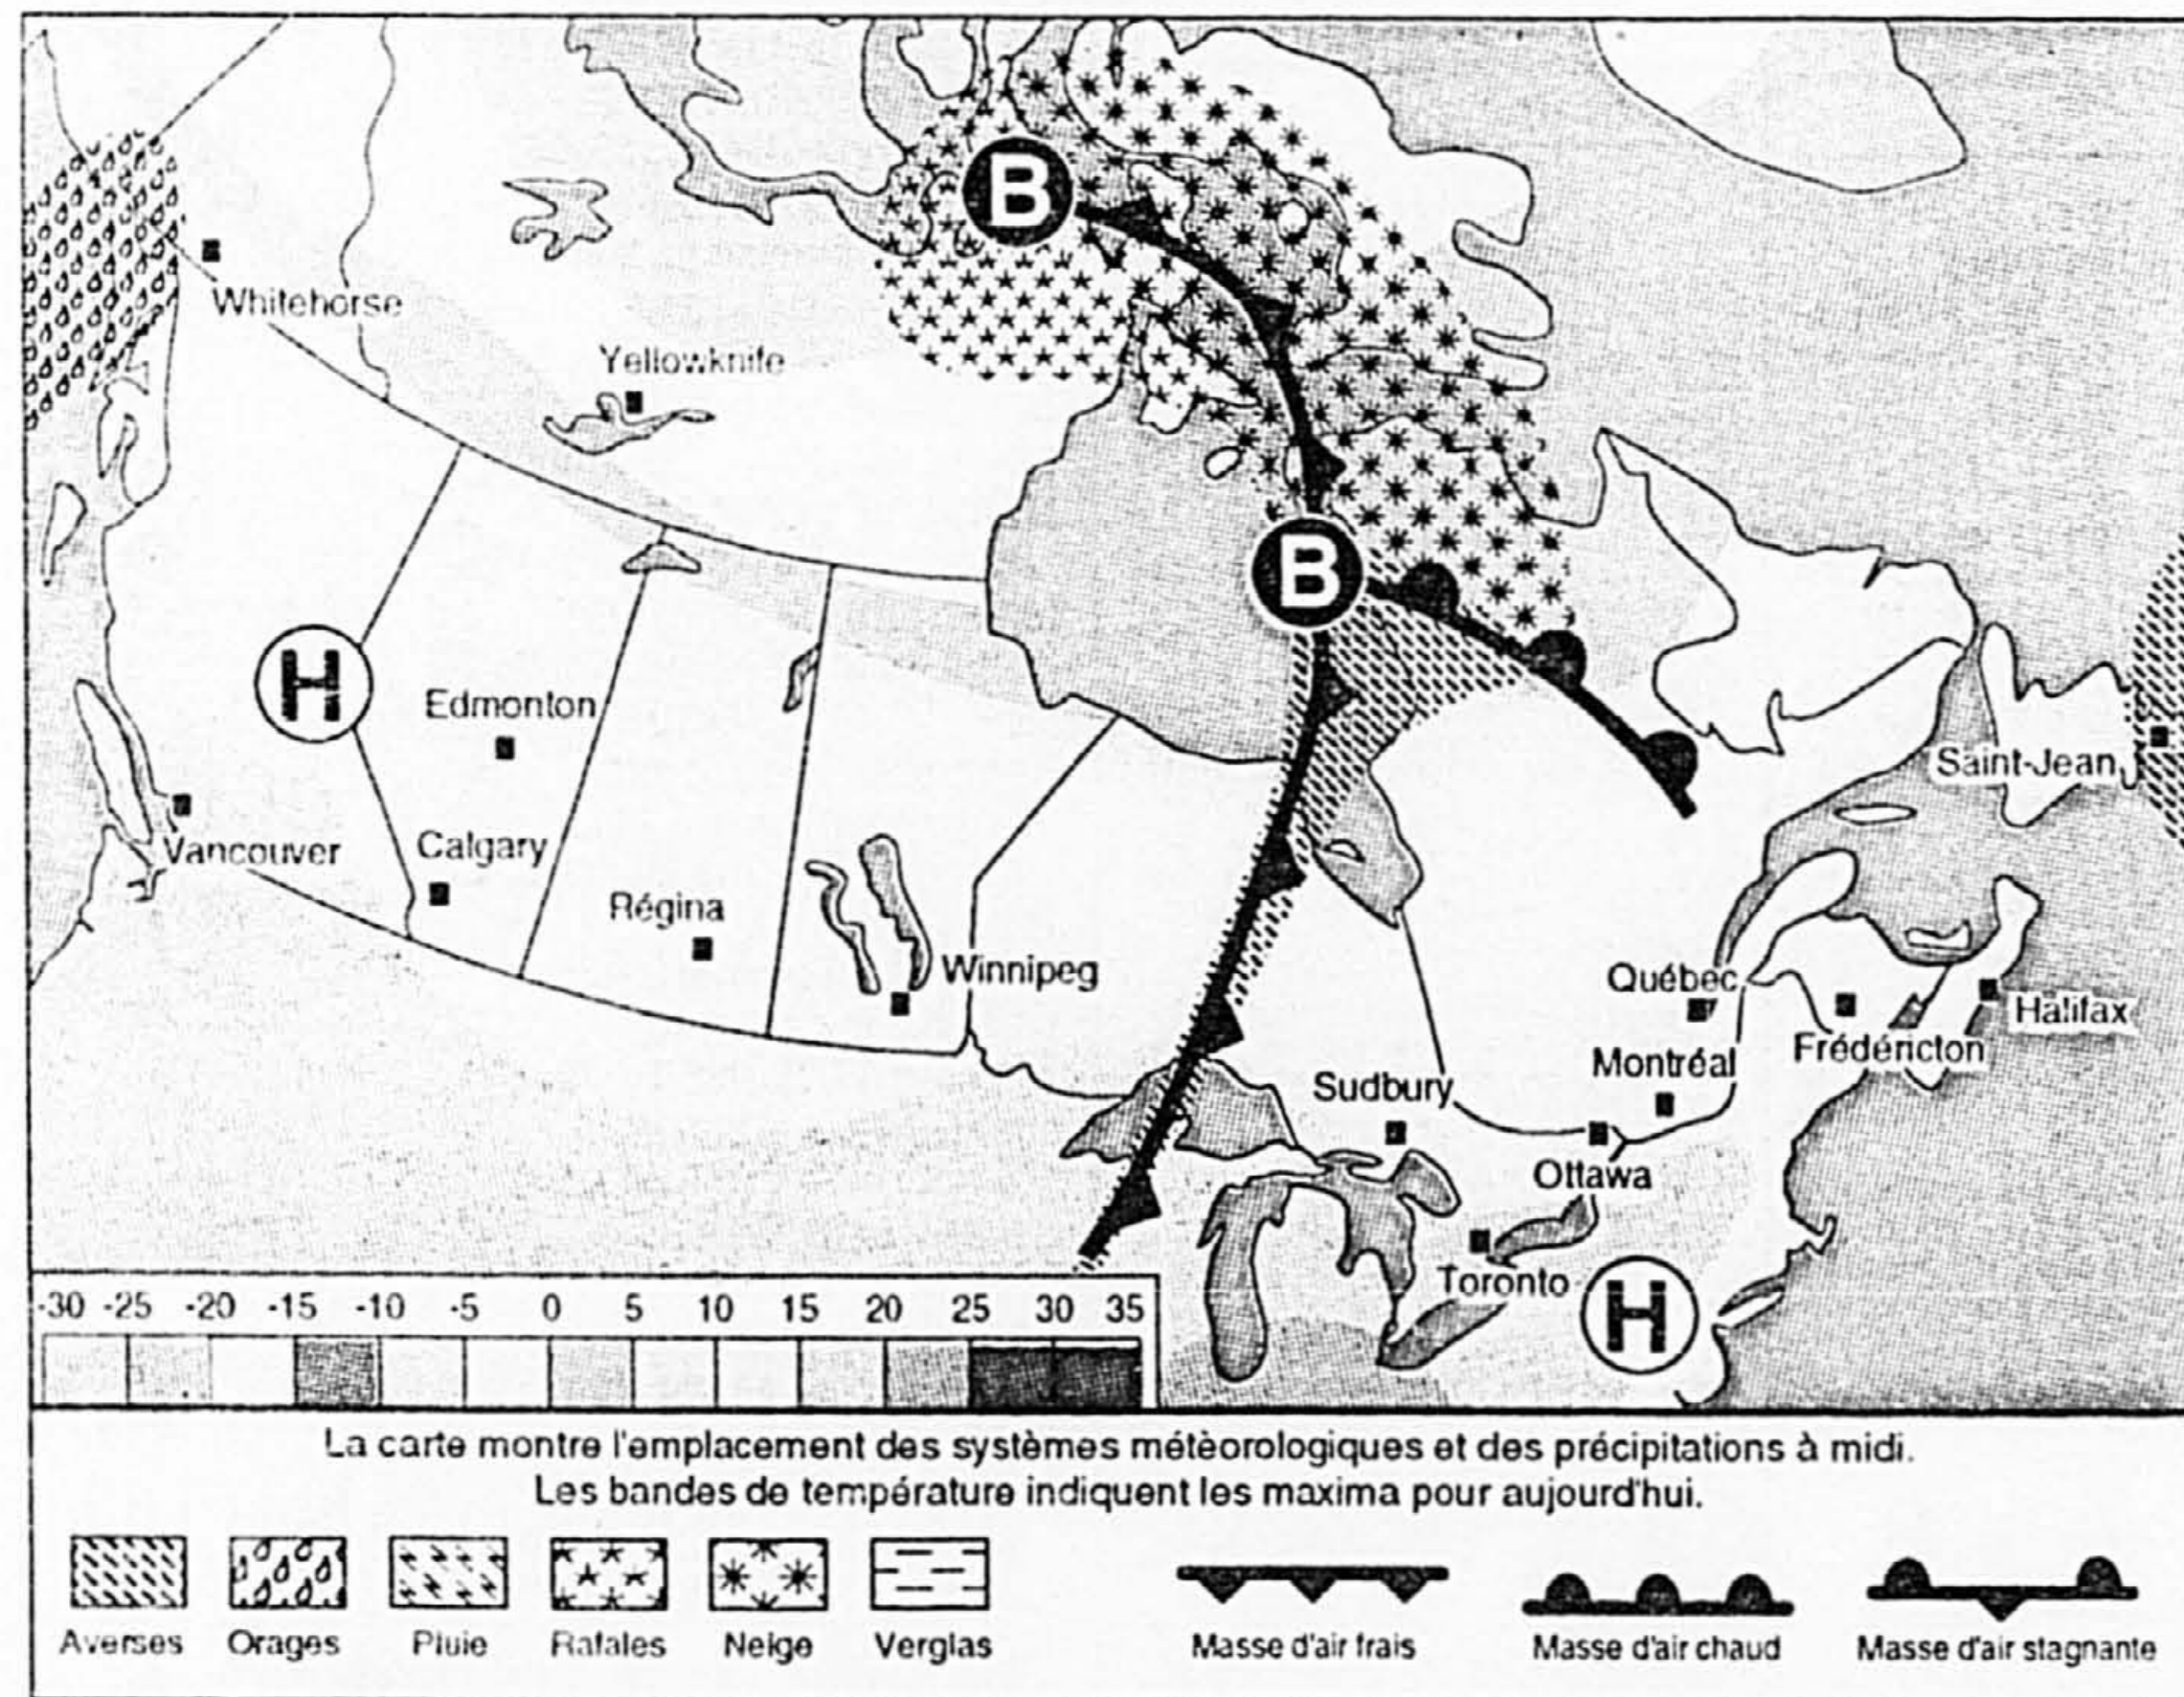 B
Whitehorse
Yellowknife
B
H
Edmonton
Saint-Jean
Vancouver
Calgary
Régina
Winnipeg
Québec
Halifax
Frédéricton
Montréal
Sudbury
Ottawa
Toronto
H
-30 -25 -20 -15 -10 -5 0 5 10 15 20 25 30 35
La carte montre l'emplacement des systèmes météorologiques et des précipitations à midi.
Les bandes de température indiquent les maxima pour aujourd'hui.
Averses Orages Pluie Rafales Neige Verglas Masse d'air frais Masse d'air chaud Masse d'air stagnante